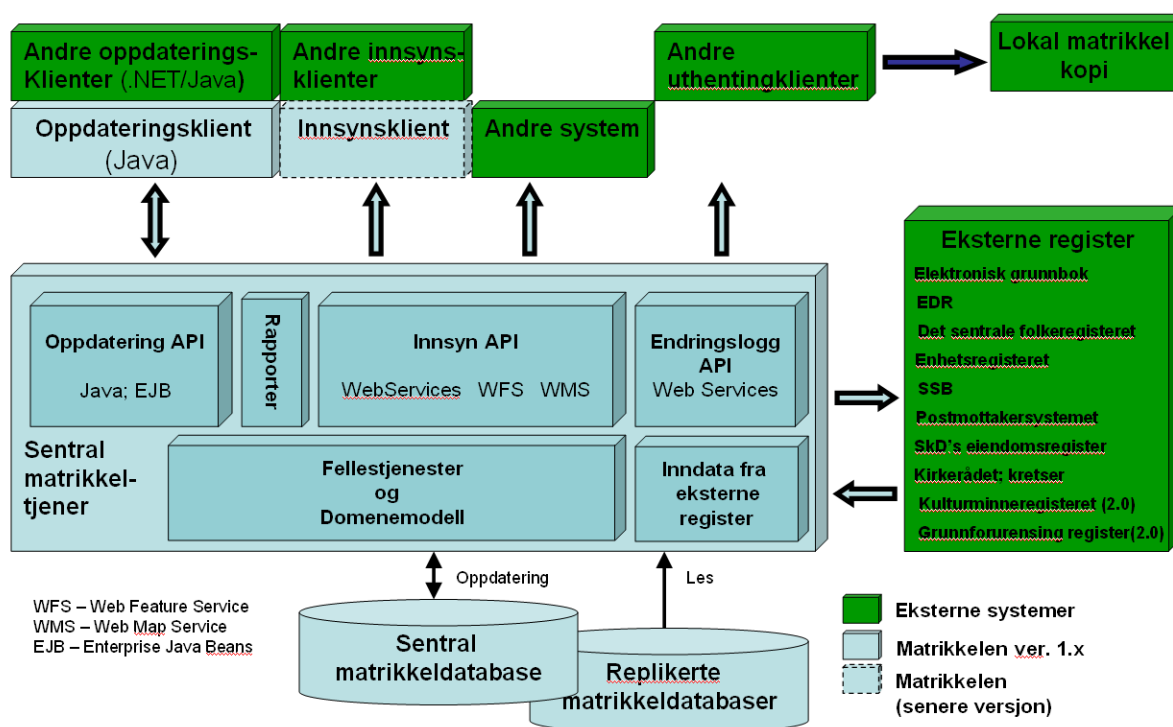 Andre oppdaterings-
Klienter (.NET/Java)
Andre innsyns-
klienter
Andre
uthentingklienter
Lokal matrikkel
kopi
Oppdateringsklient
(Java)
Innsynsklient
Andre system
Eksterne register
Elektronisk grunnbok
EDR
Det sentrale folkeregisteret
Enhetsregisteret
SSB
Postmottakersystemet
SkD's eiendomsregister
Kirkerådet; kretser
Kulturminneregisteret (2.0)
Grunnforurensing register(2.0)
Oppdatering API
Java; EJB
Rapporter
Innsyn API
WebServices WFS WMS
Endringslogg
API
Web Services
Sentral
matrikkel-
tjener
Fellestjenester
og
Domenemodell
Inndata fra
eksterne
register
Oppdatering
Les
WFS – Web Feature Service
WMS – Web Map Service
EJB – Enterprise Java Beans
Sentral
matrikkeldatabase
Replikerte
matrikkeldatabaser
Eksterne systemer
Matrikkelen ver. 1.x
Matrikkelen
(senere versjon)